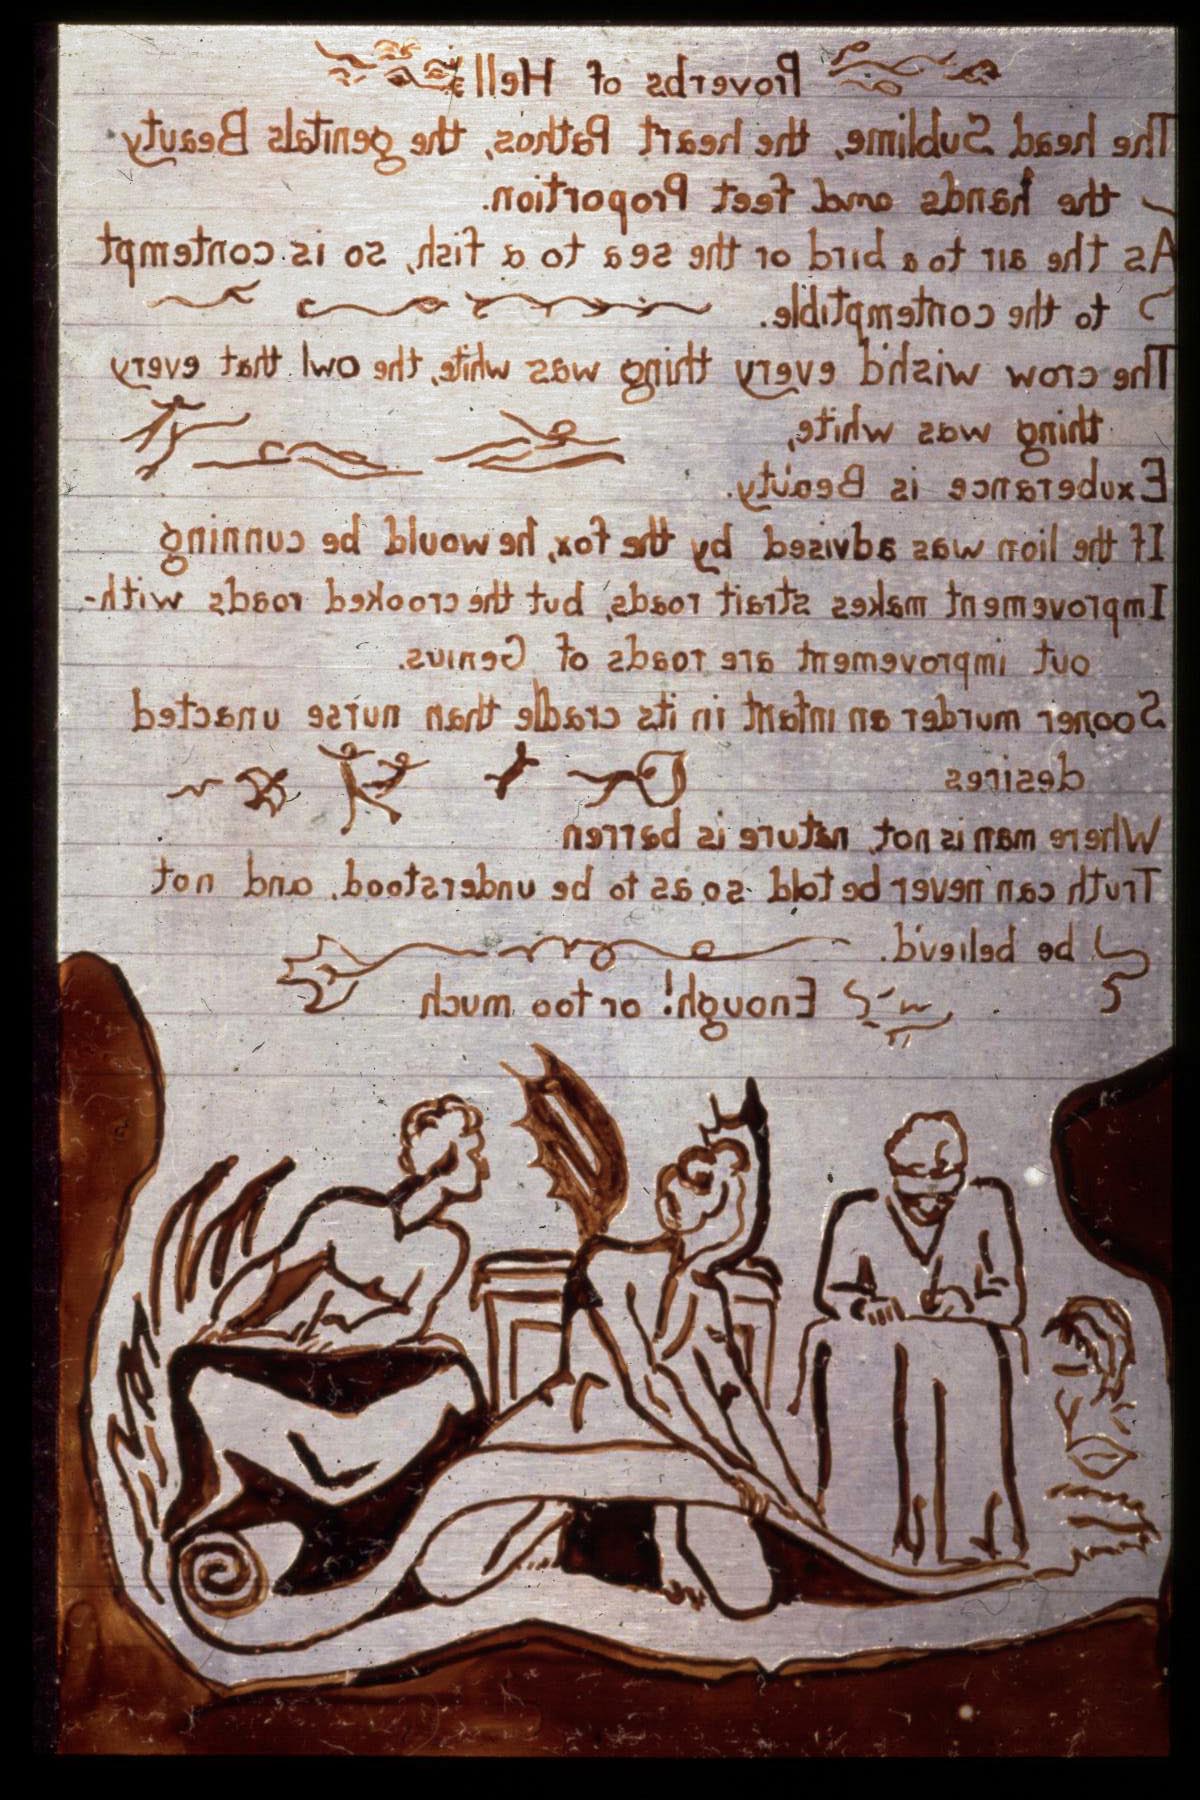 Proverbs of Hell
The head Sublime, the heart Pathos, the genitals Beauty
the hands and feet Proportion.
As the air to a bird or the sea to a fish, so is contempt
to the contemptible.
The crow wish'd every thing was white, the owl that every
thing was white,
Exuberance is Beauty.
If the lion was advised by the fox, he would be cunning
Improvement makes strait roads, but the crooked roads with-
out improvement are roads of Genius.
Sooner murder an infant in its cradle than nurse unacted
desires
Where man is not, nature is barren
Truth can never be told so as to be understood, and not
be believ'd.
Enough! or too much